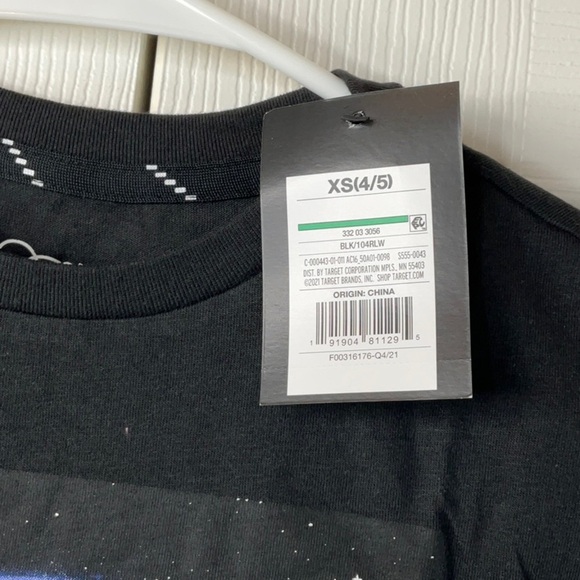 XS(4/5)
332 03 3056
BLK/104RLW
C-000443-01-011 AC16_50A01-0098 S555-0043
DIST. BY TARGET CORPORATION MPLS., MN 55403
©2021 TARGET BRANDS, INC. SHOP TARGET.COM
ORIGIN: CHINA
1 91904 81129 5
F00316176-Q4/21